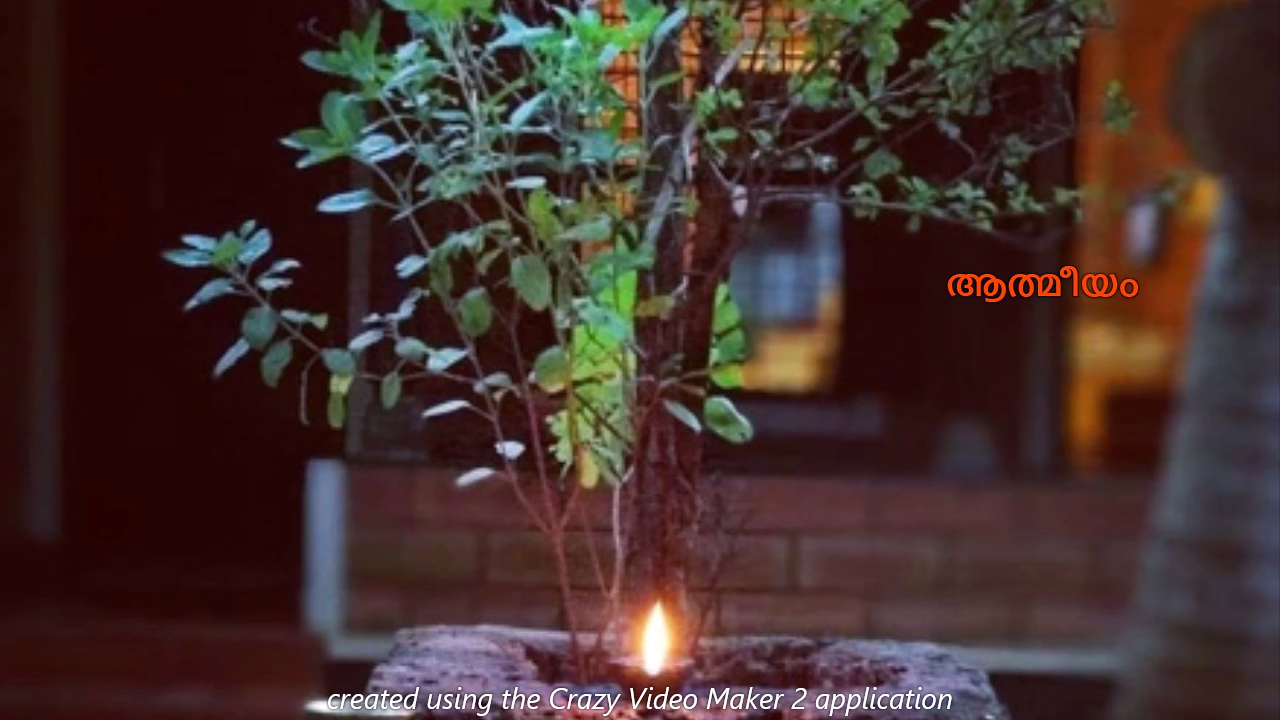 ആത്മീയം
created using the Crazy Video Maker 2 application